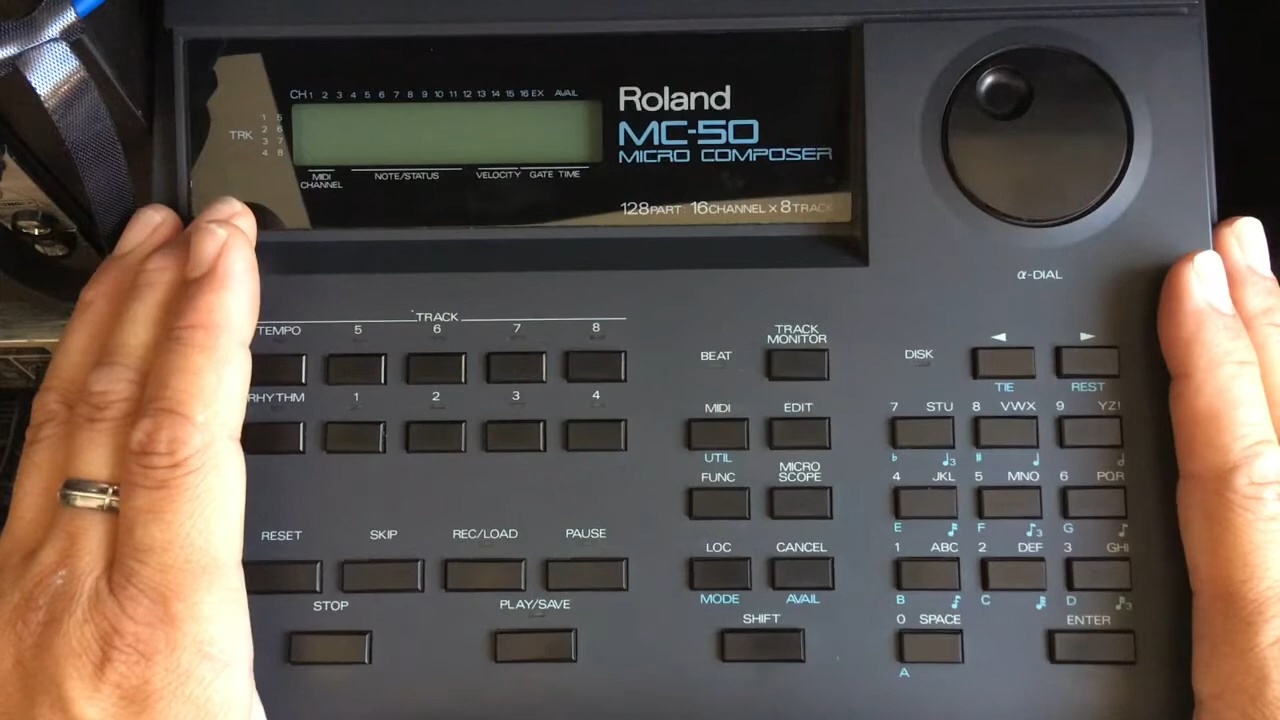 CH 1 2 3 4 5 6 7 8 9 10 11 12 13 14 15 16 EX AVAIL
TRK
1 5
2 6
3 7
4 8
MIDI CHANNEL NOTE/STATUS VELOCITY GATE TIME
Roland
MC-50
MICRO COMPOSER
128PART: 16CHANNEL x 8TRACK
α-DIAL
TRACK
TEMPO 5 6 7 8
RHYTHM 1 2 3 4
RESET SKIP REC/LOAD PAUSE
STOP PLAY/SAVE
BEAT TRACK MONITOR
MIDI EDIT
UTIL
FUNC MICRO SCOPE
LOC CANCEL
MODE AVAIL
SHIFT
DISK ◄ ►
TIE REST
7 STU 8 VWX 9 YZ!
♭ ♩3 # ♩
4 JKL 5 MNO 6 PQR
E F ♪3 G ♪
1 ABC 2 DEF 3 GHI
B C D
0 SPACE ENTER
A